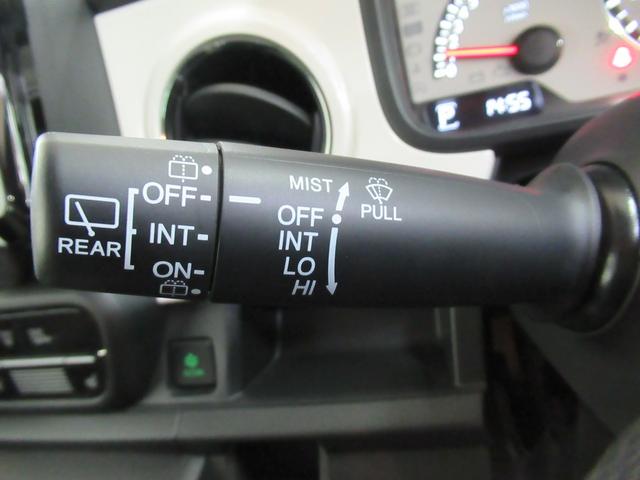 14:55
P
MIST
OFF
OFF
PULL
INT
INT
REAR
LO
ON
HI